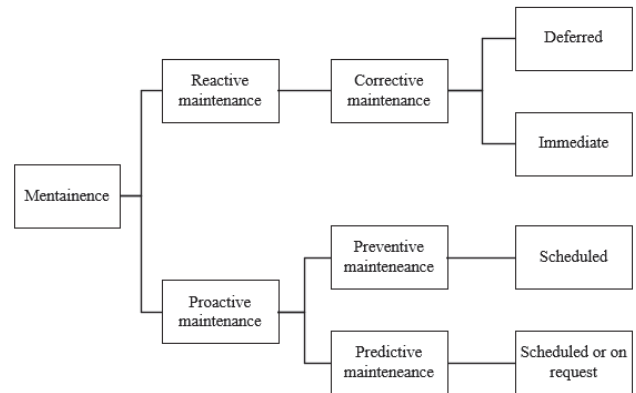 Deferred
Reactive
maintenance
Corrective
maintenance
Immediate
Mentainence
Preventive
mainteneance
Scheduled
Proactive
maintenance
Predictive
mainteneance
Scheduled or on
request